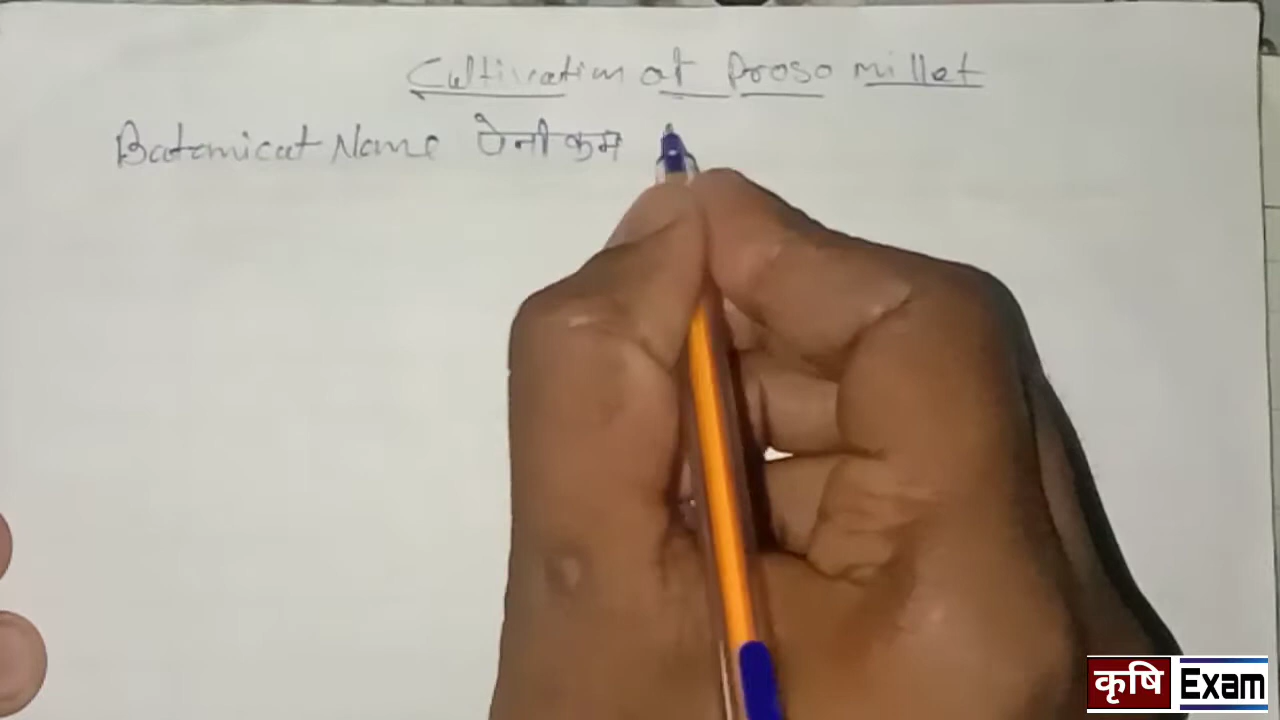 Cultivation of Proso millet
Botanical Name पेनीकम
कृषि Exam